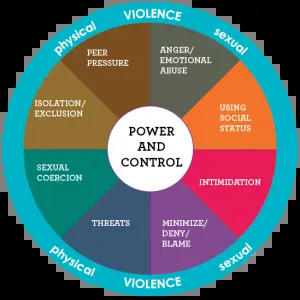 physical
VIOLENCE
sexual
PEER
PRESSURE
ANGER/
EMOTIONAL
ABUSE
ISOLATION/
EXCLUSION
USING
SOCIAL
STATUS
POWER
AND
CONTROL
SEXUAL
COERCION
INTIMIDATION
THREATS
MINIMIZE/
DENY/
BLAME
physical
VIOLENCE
sexual